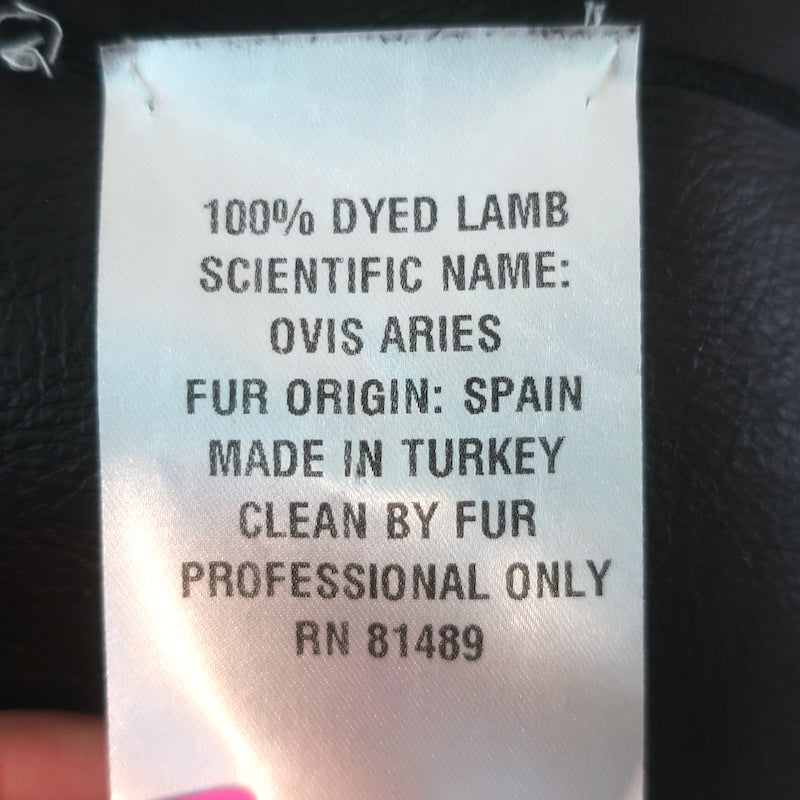 100% DYED LAMB
SCIENTIFIC NAME:
OVIS ARIES
FUR ORIGIN: SPAIN
MADE IN TURKEY
CLEAN BY FUR
PROFESSIONAL ONLY
RN 81489